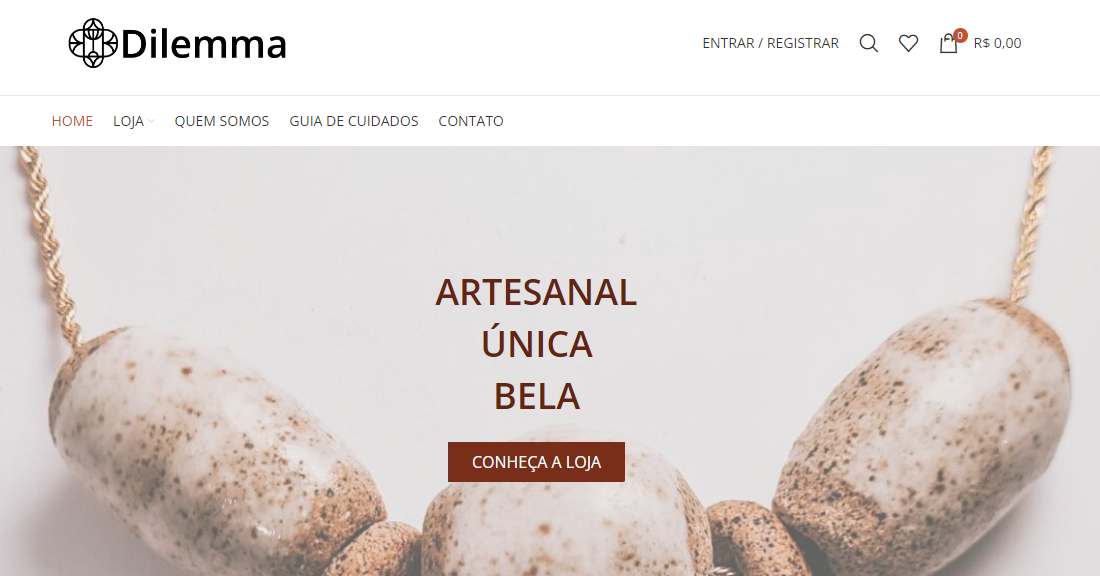 Dilemma
ENTRAR / REGISTRAR
0
R$ 0,00
HOME
LOJA
QUEM SOMOS
GUIA DE CUIDADOS
CONTATO
ARTESANAL
ÚNICA
BELA
CONHEÇA A LOJA